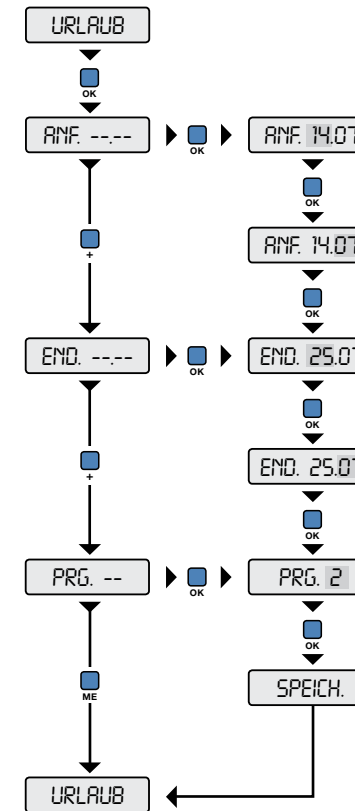 URLAUB
OK
ANF. --.--
OK
ANF. 14.07
OK
ANF. 14.07
+
OK
END. --.--
OK
END. 25.07
OK
END. 25.07
+
OK
PRG. --
OK
PRG. 2
OK
ME
SPEICH.
URLAUB